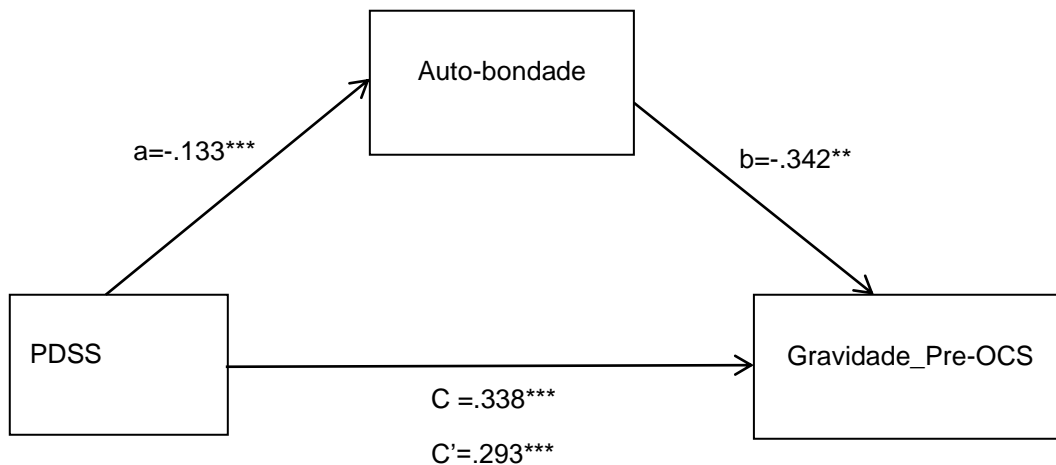 Auto-bondade
a=-.133***
b=-.342**
PDSS
Gravidade_Pre-OCS
C =.338***
C’=.293***